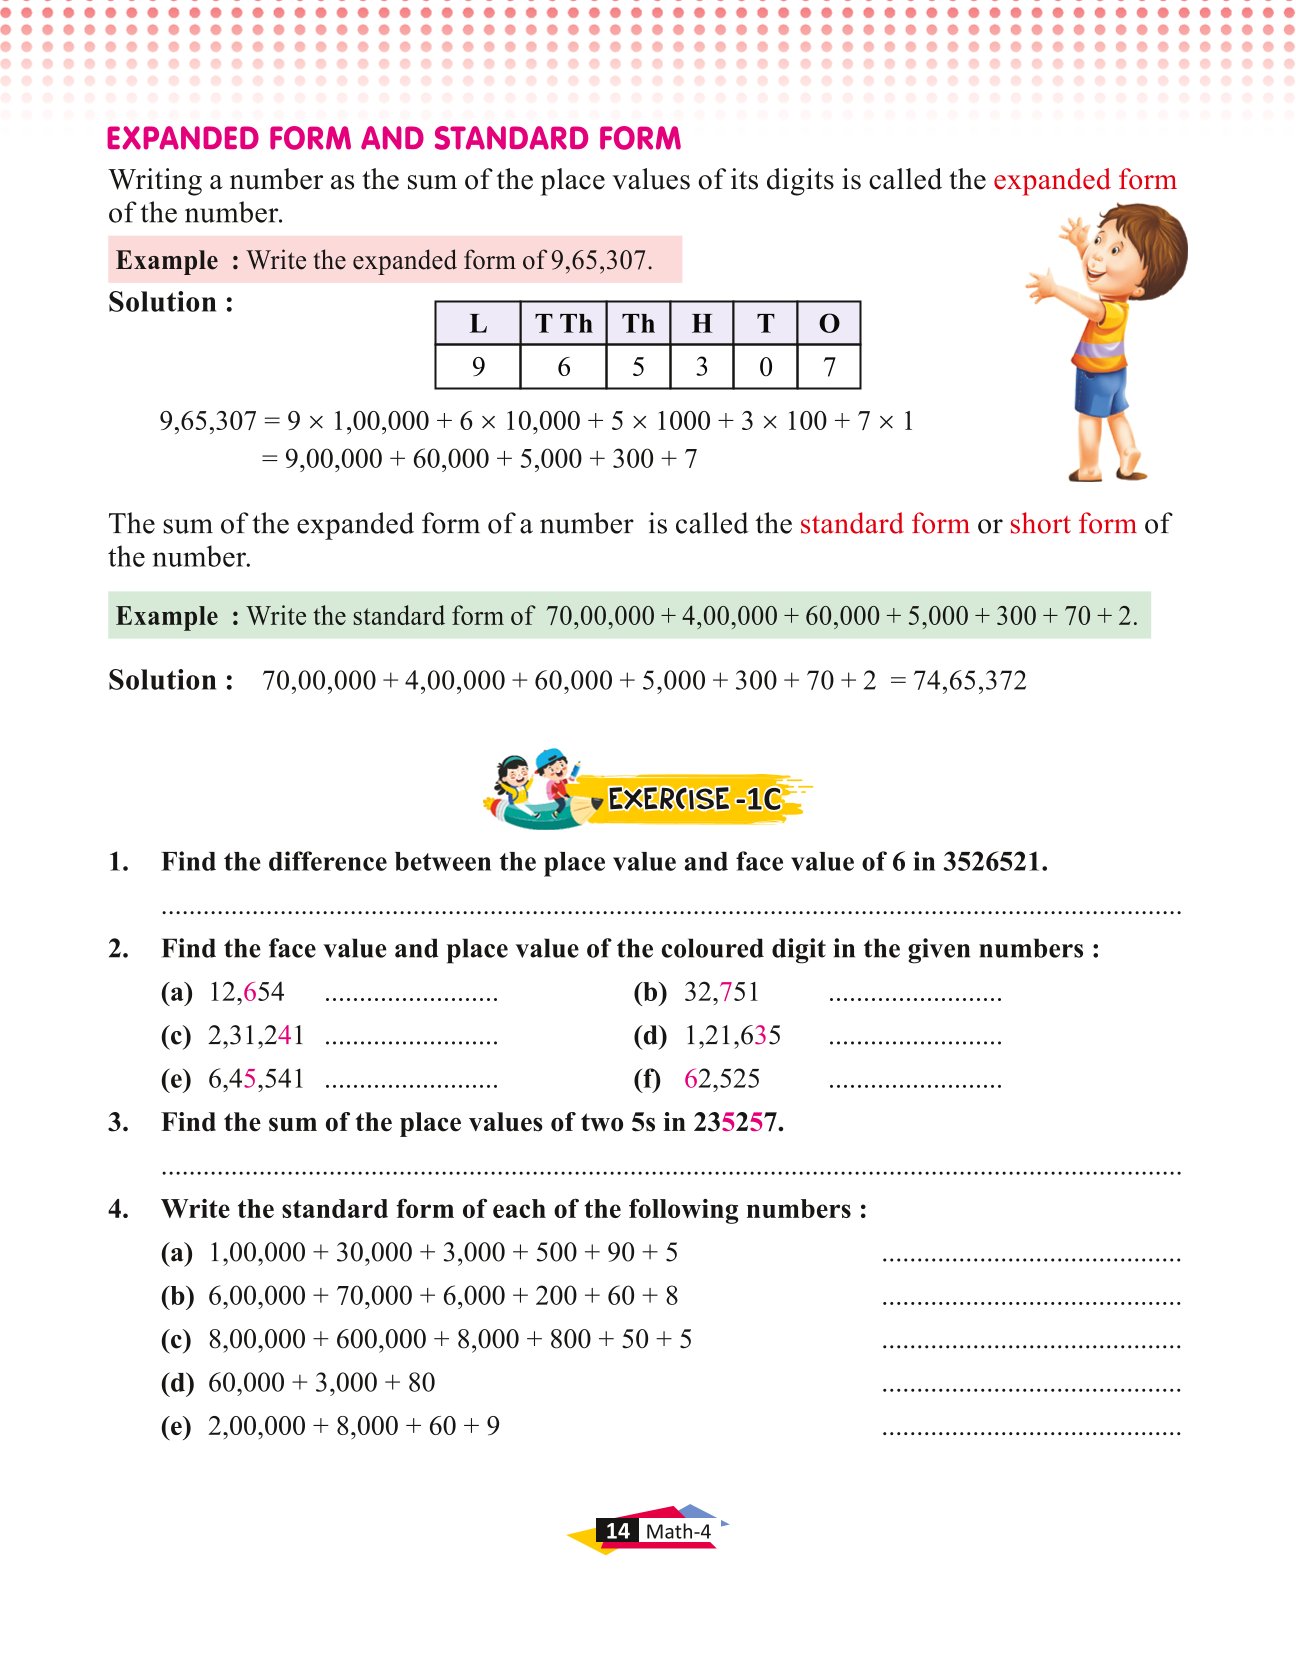 EXPANDED FORM AND STANDARD FORM
Writing a number as the sum of the place values of its digits is called the expanded form
of the number.
Example : Write the expanded form of 9,65,307.
Solution :
L T Th Th H T O
9 6 5 3 0 7
9,65,307 = 9 × 1,00,000 + 6 × 10,000 + 5 × 1000 + 3 × 100 + 7 × 1
= 9,00,000 + 60,000 + 5,000 + 300 + 7
The sum of the expanded form of a number is called the standard form or short form of
the number.
Example : Write the standard form of 70,00,000 + 4,00,000 + 60,000 + 5,000 + 300 + 70 + 2.
Solution : 70,00,000 + 4,00,000 + 60,000 + 5,000 + 300 + 70 + 2 = 74,65,372
EXERCISE -1C
1. Find the difference between the place value and face value of 6 in 3526521.
..........................................................................................
2. Find the face value and place value of the coloured digit in the given numbers :
(a) 12,654 ......................... (b) 32,751 .........................
(c) 2,31,241 ......................... (d) 1,21,635 .........................
(e) 6,45,541 ......................... (f) 62,525 .........................
3. Find the sum of the place values of two 5s in 235257.
..........................................................................................
4. Write the standard form of each of the following numbers :
(a) 1,00,000 + 30,000 + 3,000 + 500 + 90 + 5 ...........................................
(b) 6,00,000 + 70,000 + 6,000 + 200 + 60 + 8 ...........................................
(c) 8,00,000 + 600,000 + 8,000 + 800 + 50 + 5 ...........................................
(d) 60,000 + 3,000 + 80 ...........................................
(e) 2,00,000 + 8,000 + 60 + 9 ...........................................
14 Math-4